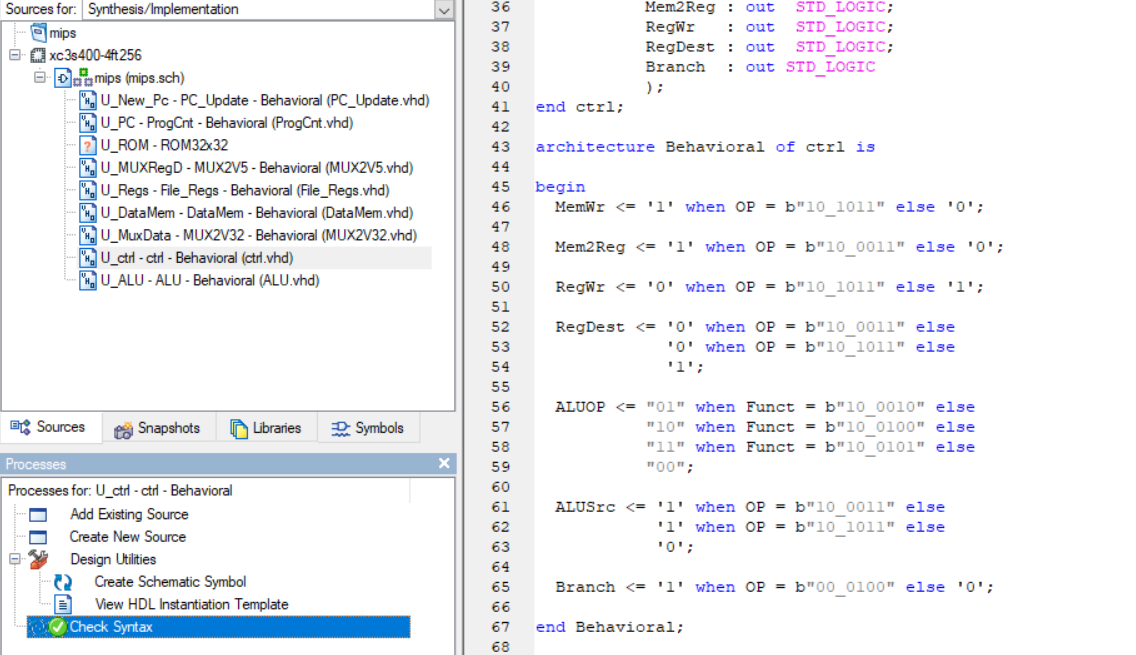 Sources for: Synthesis/Implementation
mips
xc3s400-4ft256
mips (mips.sch)
U_New_Pc - PC_Update - Behavioral (PC_Update.vhd)
U_PC - ProgCnt - Behavioral (ProgCnt.vhd)
U_ROM - ROM32x32
U_MUXRegD - MUX2V5 - Behavioral (MUX2V5.vhd)
U_Regs - File_Regs - Behavioral (File_Regs.vhd)
U_DataMem - DataMem - Behavioral (DataMem.vhd)
U_MuxData - MUX2V32 - Behavioral (MUX2V32.vhd)
U_ctrl - ctrl - Behavioral (ctrl.vhd)
U_ALU - ALU - Behavioral (ALU.vhd)
Sources Snapshots Libraries Symbols
Processes
Processes for: U_ctrl - ctrl - Behavioral
Add Existing Source
Create New Source
Design Utilities
Create Schematic Symbol
View HDL Instantiation Template
Check Syntax
36 Mem2Reg : out STD_LOGIC;
37 RegWr : out STD_LOGIC;
38 RegDest : out STD_LOGIC;
39 Branch : out STD_LOGIC
40 );
41 end ctrl;
42
43 architecture Behavioral of ctrl is
44
45 begin
46 MemWr <= '1' when OP = b"10_1011" else '0';
47
48 Mem2Reg <= '1' when OP = b"10_0011" else '0';
49
50 RegWr <= '0' when OP = b"10_1011" else '1';
51
52 RegDest <= '0' when OP = b"10_0011" else
53 '0' when OP = b"10_1011" else
54 '1';
55
56 ALUOP <= "01" when Funct = b"10_0010" else
57 "10" when Funct = b"10_0100" else
58 "11" when Funct = b"10_0101" else
59 "00";
60
61 ALUSrc <= '1' when OP = b"10_0011" else
62 '1' when OP = b"10_1011" else
63 '0';
64
65 Branch <= '1' when OP = b"00_0100" else '0';
66
67 end Behavioral;
68